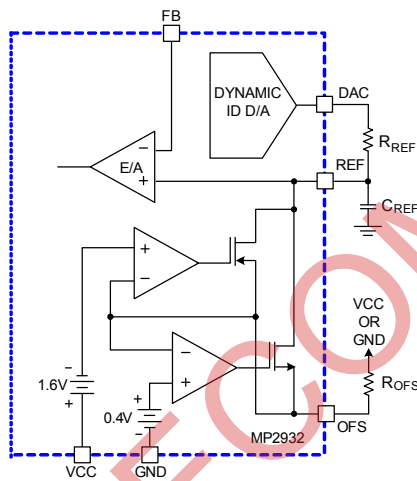 FB
DYNAMIC
ID D/A
DAC
RREF
E/A
−
+
REF
CREF
+
−
VCC
OR
GND
−
+
−
1.6V
+
+
0.4V
−
ROFS
MP2932
OFS
VCC
GND
ECON